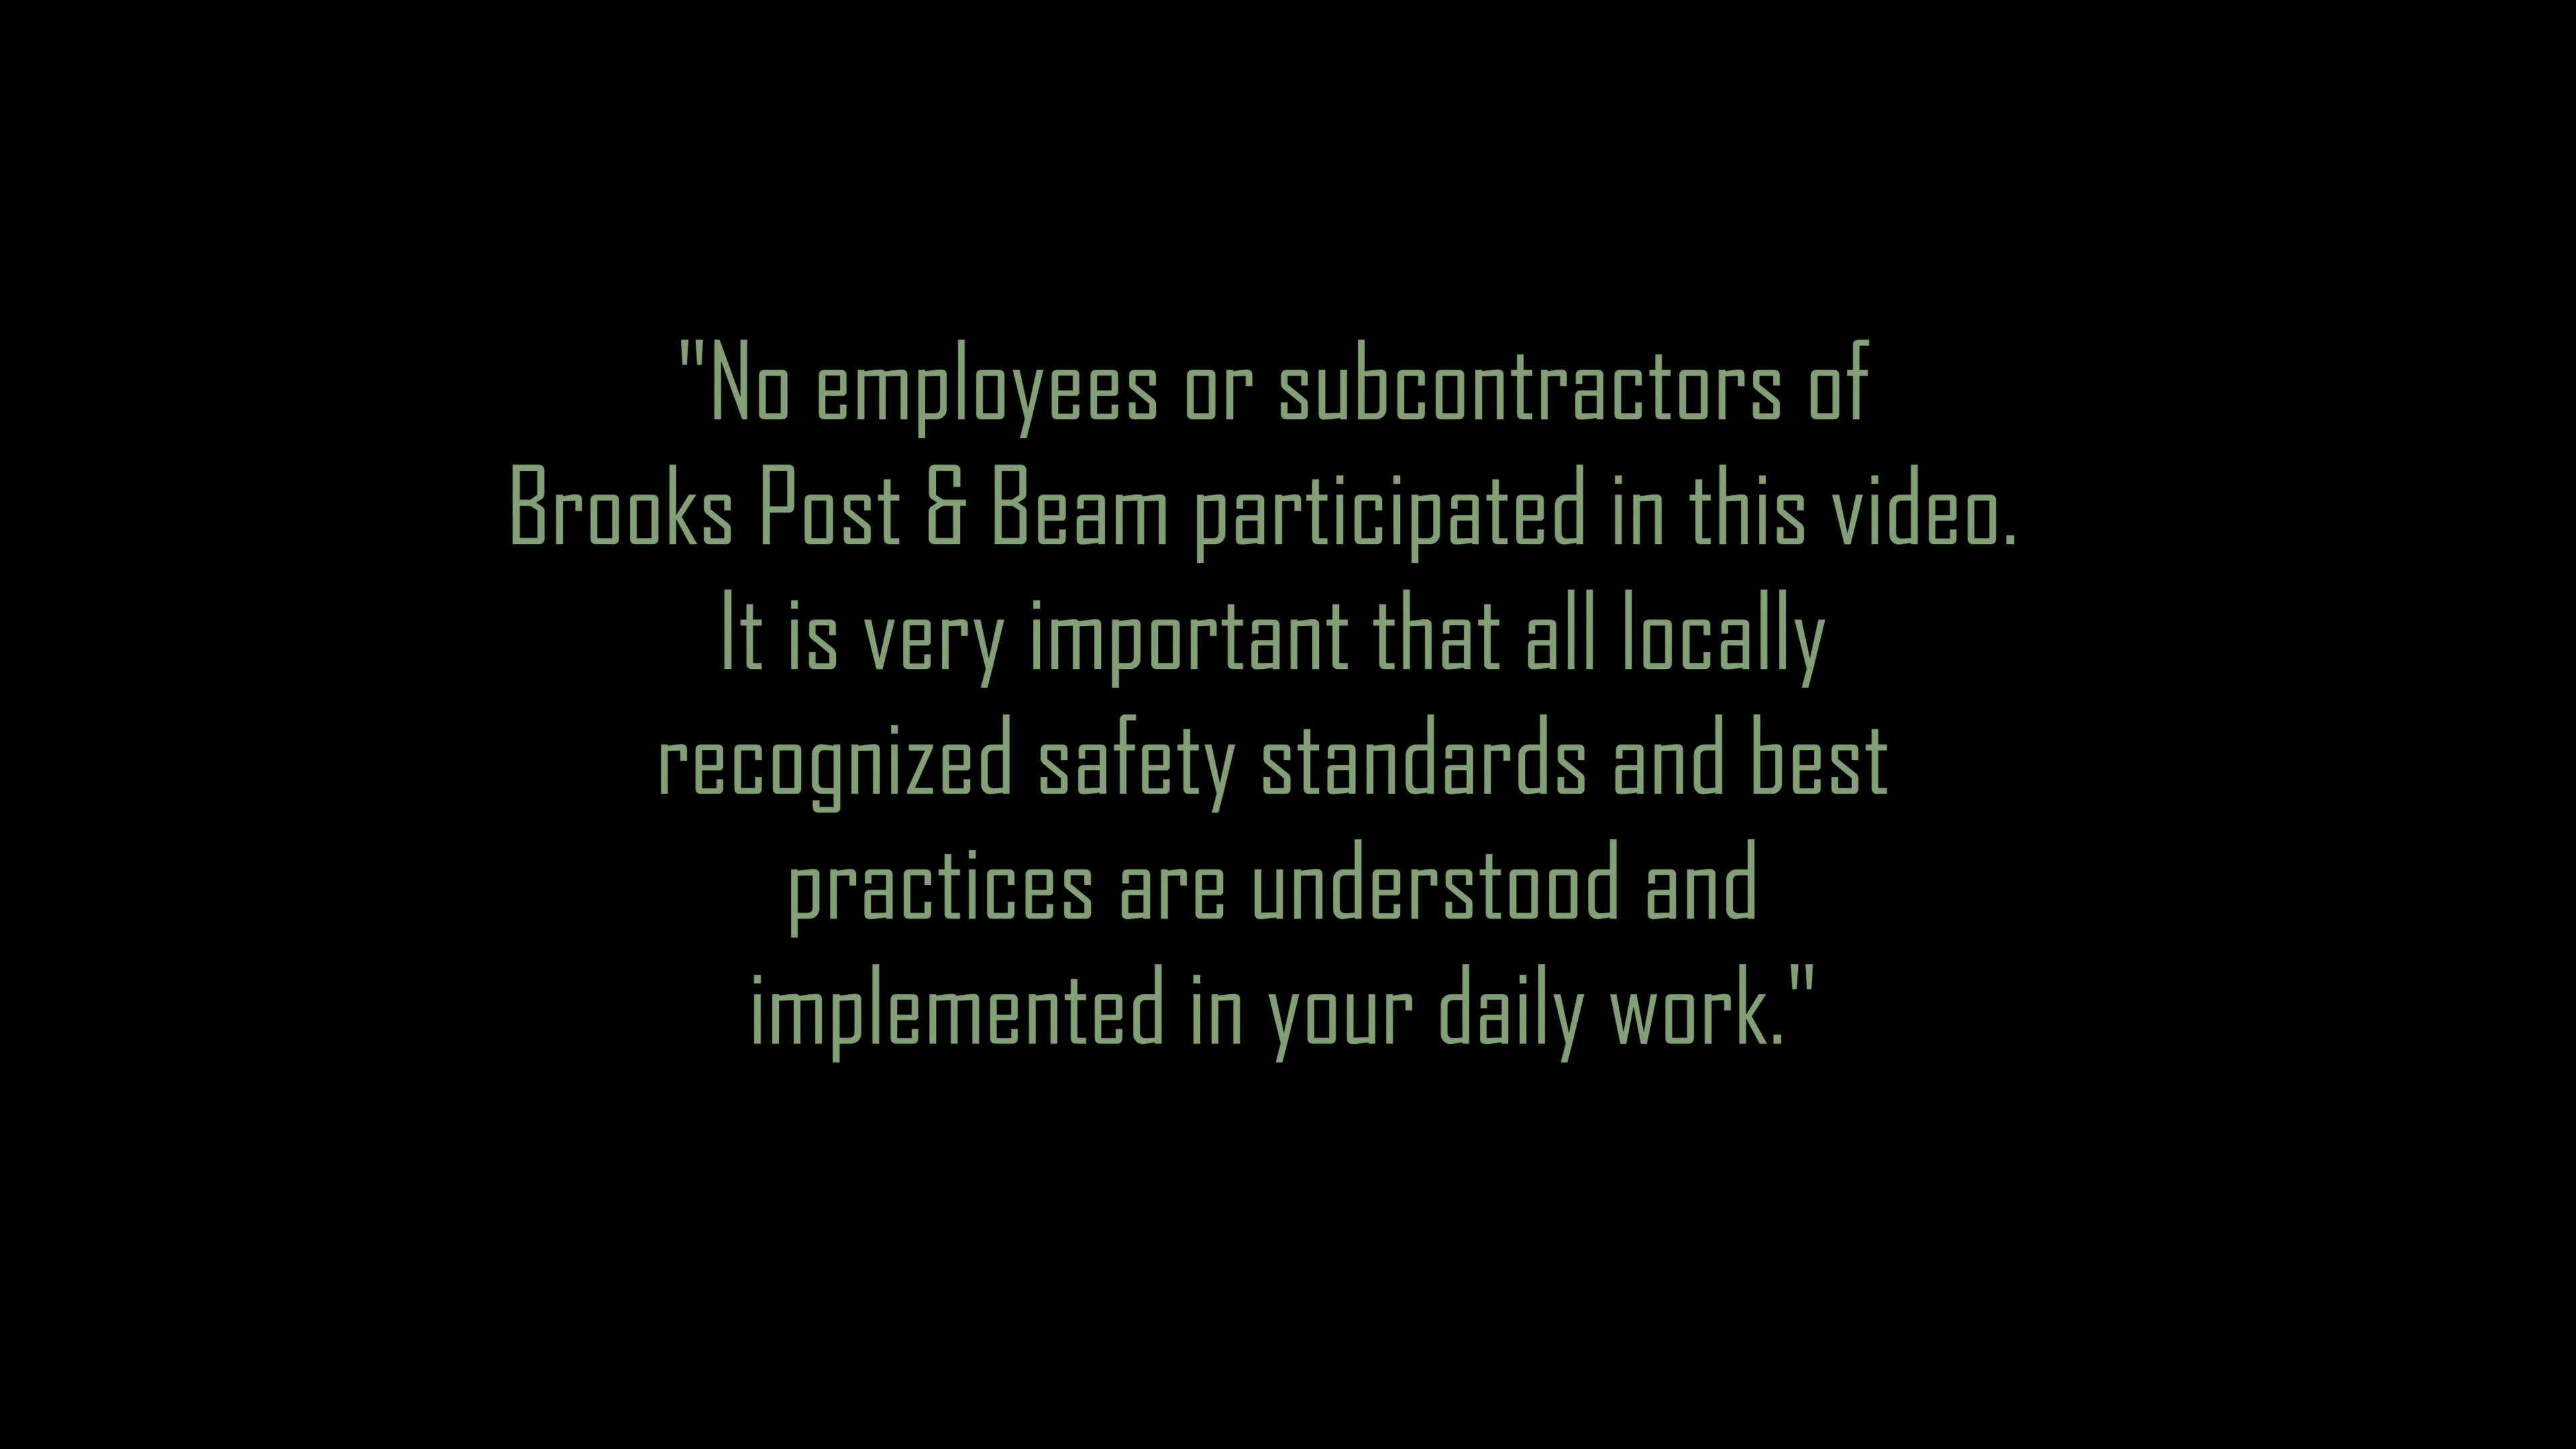 "No employees or subcontractors of
Brooks Post & Beam participated in this video.
It is very important that all locally
recognized safety standards and best
practices are understood and
implemented in your daily work."